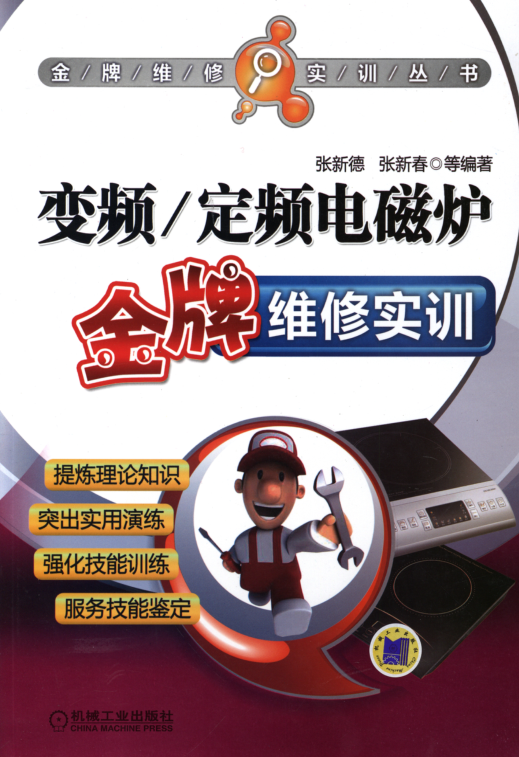 金/牌/维/修/实/训/丛/书
张新德 张新春◎等编著
变频/定频电磁炉
金牌维修实训
提炼理论知识
突出实用演练
强化技能训练
服务技能鉴定
机械工业出版社
CHINA MACHINE PRESS